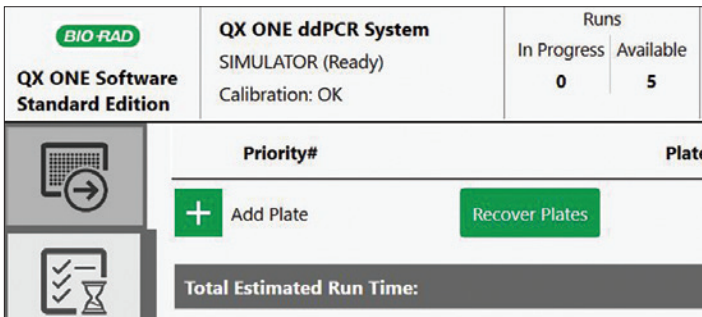 BIO-RAD
QX ONE Software
Standard Edition
QX ONE ddPCR System
SIMULATOR (Ready)
Calibration: OK
Runs
In Progress Available
0 5
Priority# Plate
Add Plate Recover Plates
Total Estimated Run Time: